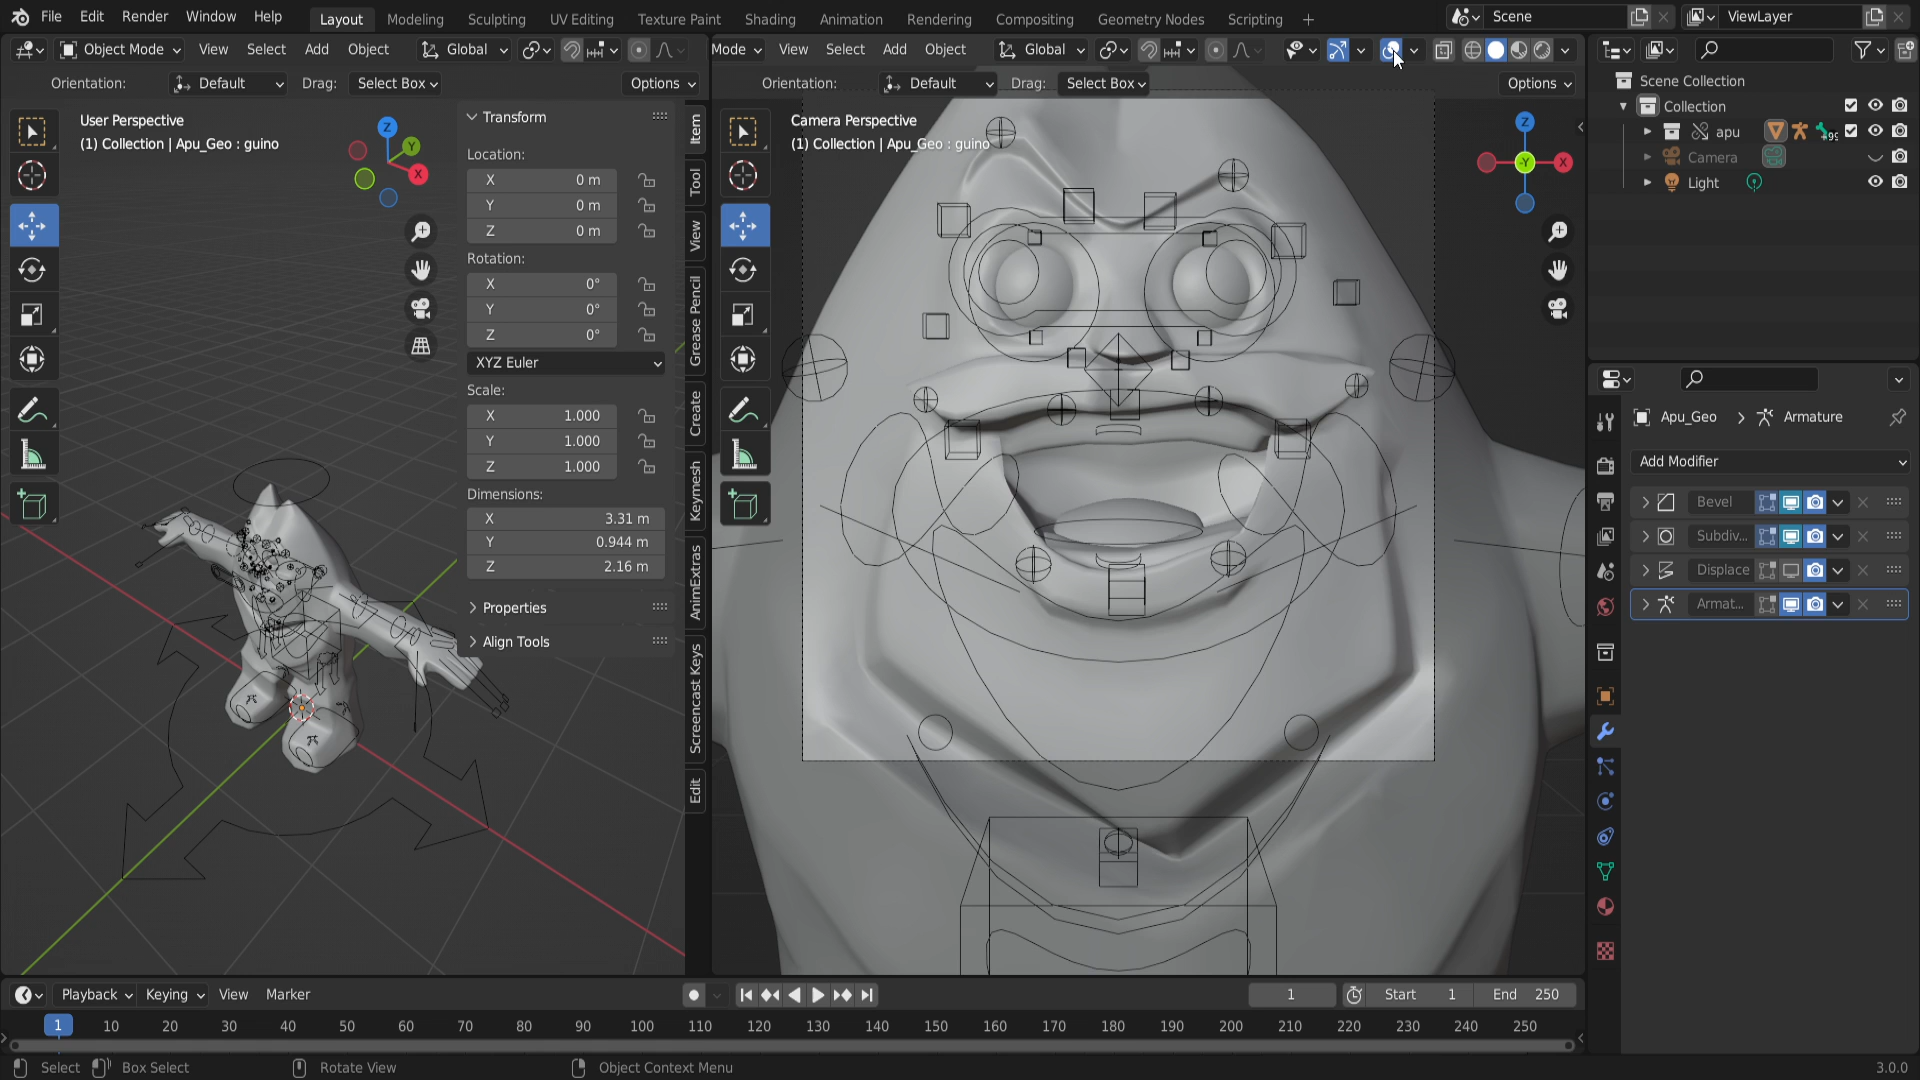 File Edit Render Window Help Layout Modeling Sculpting UV Editing Texture Paint Shading Animation Rendering Compositing Geometry Nodes Scripting + Scene ViewLayer
Object Mode View Select Add Object Global Mode View Select Add Object Global
Orientation: Default Drag: Select Box Options Orientation: Default Drag: Select Box Options
User Perspective
(1) Collection | Apu_Geo : guino
Z
Y
X
Transform
Location:
X 0 m
Y 0 m
Z 0 m
Rotation:
X 0°
Y 0°
Z 0°
XYZ Euler
Scale:
X 1.000
Y 1.000
Z 1.000
Dimensions:
X 3.31 m
Y 0.944 m
Z 2.16 m
Properties
Align Tools
Item
Tool
View
Grease Pencil
Create
Keymesh
AnimExtras
Screencast Keys
Edit
Camera Perspective
(1) Collection | Apu_Geo : guino
Z
-Y
X
Scene Collection
Collection
apu
Camera
Light
Apu_Geo > Armature
Add Modifier
Bevel
Subdiv...
Displace
Armat...
Playback Keying View Marker 1 Start 1 End 250
1 10 20 30 40 50 60 70 80 90 100 110 120 130 140 150 160 170 180 190 200 210 220 230 240 250
Select Box Select Rotate View Object Context Menu 3.0.0